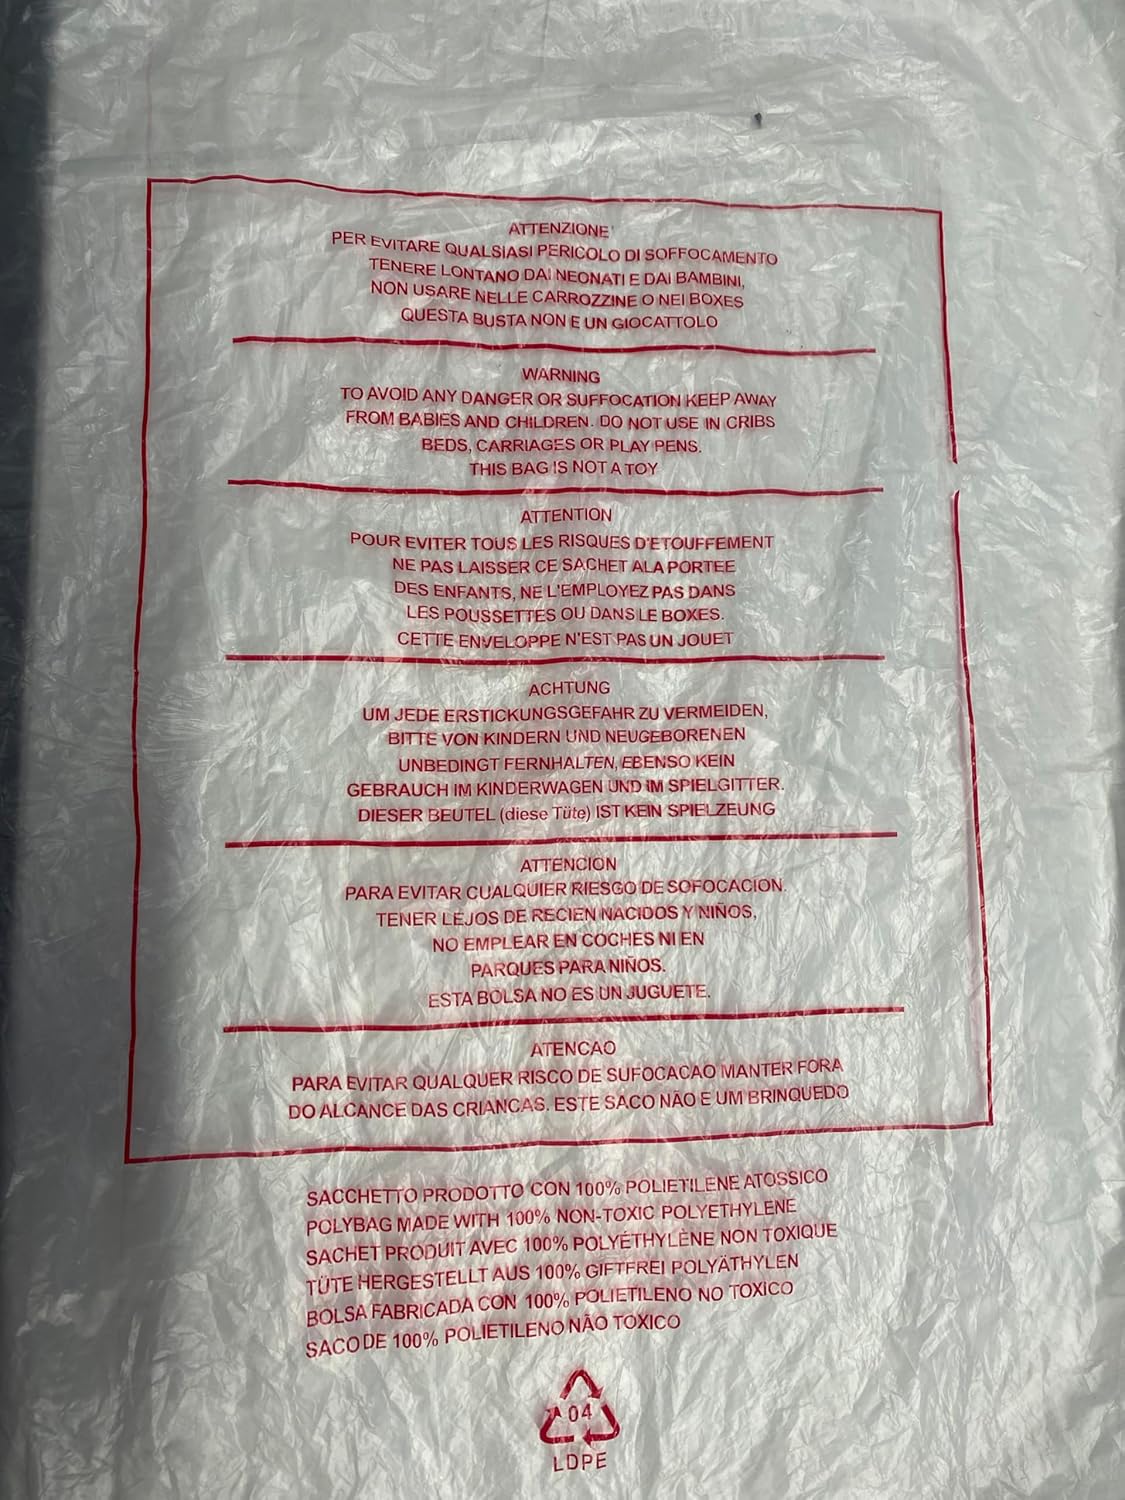 ATTENZIONE
PER EVITARE QUALSIASI PERICOLO DI SOFFOCAMENTO
TENERE LONTANO DAI NEONATI E DAI BAMBINI,
NON USARE NELLE CARROZZINE O NEI BOXES
QUESTA BUSTA NON E UN GIOCATTOLO
WARNING
TO AVOID ANY DANGER OR SUFFOCATION KEEP AWAY
FROM BABIES AND CHILDREN. DO NOT USE IN CRIBS
BEDS, CARRIAGES OR PLAY PENS.
THIS BAG IS NOT A TOY
ATTENTION
POUR EVITER TOUS LES RISQUES D'ETOUFFEMENT
NE PAS LAISSER CE SACHET ALA PORTEE
DES ENFANTS, NE L'EMPLOYEZ PAS DANS
LES POUSSETTES OU DANS LE BOXES.
CETTE ENVELOPPE N'EST PAS UN JOUET
ACHTUNG
UM JEDE ERSTICKUNGSGEFAHR ZU VERMEIDEN,
BITTE VON KINDERN UND NEUGEBORENEN
UNBEDINGT FERNHALTEN, EBENSO KEIN
GEBRAUCH IM KINDERWAGEN UND IM SPIELGITTER.
DIESER BEUTEL (diese Tüte) IST KEIN SPIELZEUNG
ATTENCION
PARA EVITAR CUALQUIER RIESGO DE SOFOCACION.
TENER LEJOS DE RECIEN NACIDOS Y NIÑOS,
NO EMPLEAR EN COCHES NI EN
PARQUES PARA NIÑOS.
ESTA BOLSA NO ES UN JUGUETE.
ATENCAO
PARA EVITAR QUALQUER RISCO DE SUFOCACAO MANTER FORA
DO ALCANCE DAS CRIANCAS. ESTE SACO NÃO E UM BRINQUEDO
SACCHETTO PRODOTTO CON 100% POLIETILENE ATOSSICO
POLYBAG MADE WITH 100% NON-TOXIC POLYETHYLENE
SACHET PRODUIT AVEC 100% POLYÉTHYLÈNE NON TOXIQUE
TÜTE HERGESTELLT AUS 100% GIFTFREI POLYÄTHYLEN
BOLSA FABRICADA CON 100% POLIETILENO NO TOXICO
SACO DE 100% POLIETILENO NÃO TOXICO
04
LDPE